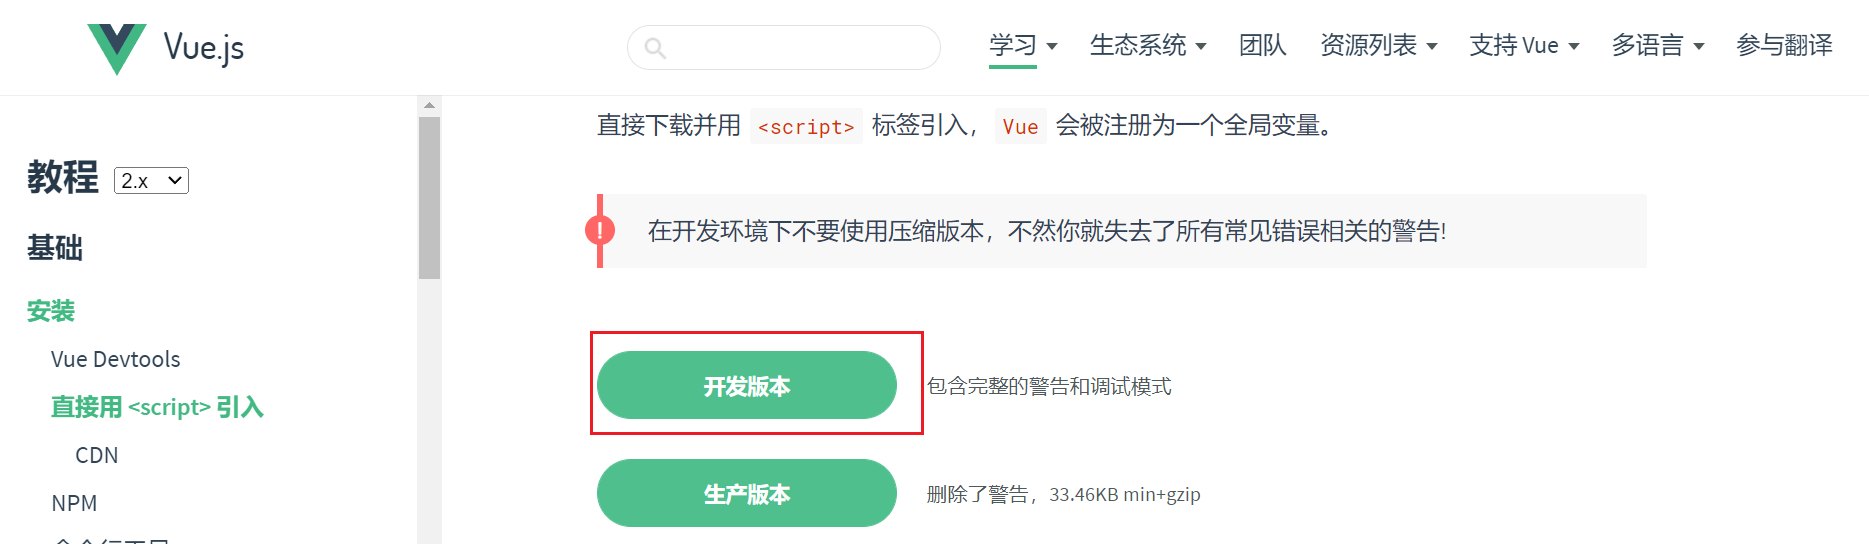 Vue.js
学习 生态系统 团队 资源列表 支持 Vue 多语言 参与翻译
教程 2.x
基础
安装
Vue Devtools
直接用 <script> 引入
CDN
NPM
直接下载并用 <script> 标签引入，Vue 会被注册为一个全局变量。
在开发环境下不要使用压缩版本，不然你就失去了所有常见错误相关的警告!
开发版本 包含完整的警告和调试模式
生产版本 删除了警告，33.46KB min+gzip